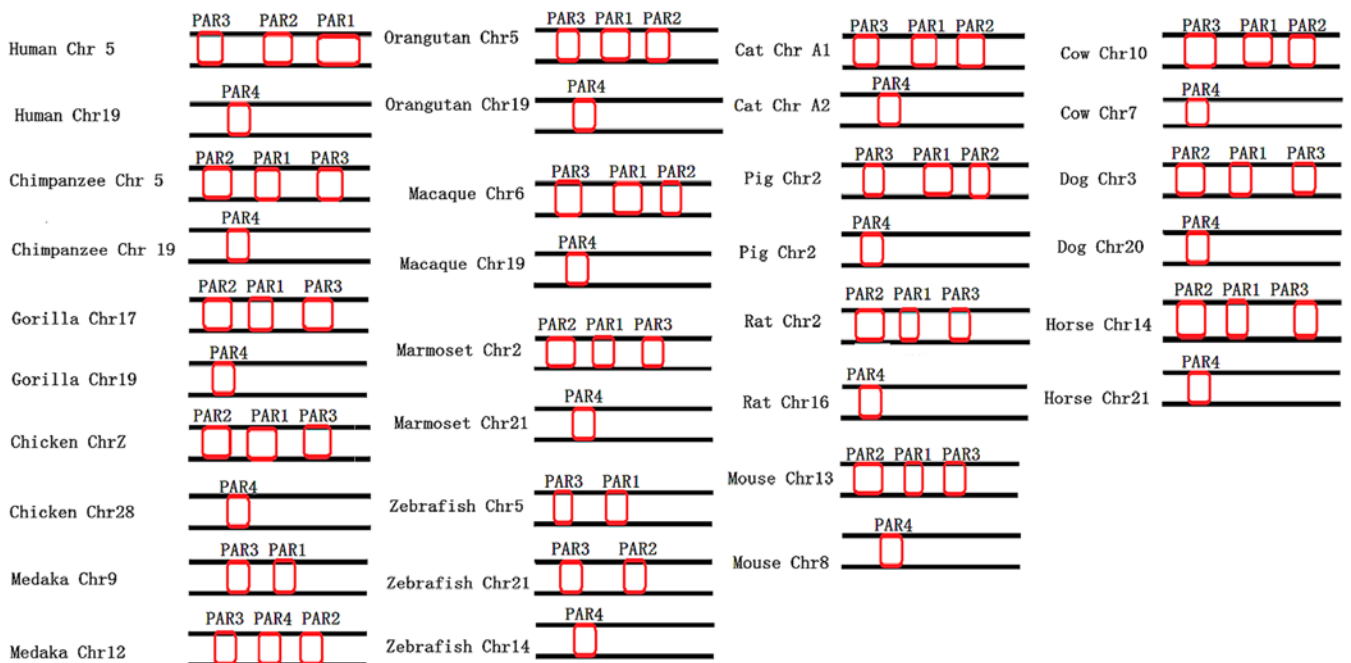 PAR3 PAR2 PAR1
Human Chr 5
PAR4
Human Chr19
PAR2 PAR1 PAR3
Chimpanzee Chr 5
PAR4
Chimpanzee Chr 19
PAR2 PAR1 PAR3
Gorilla Chr17
PAR4
Gorilla Chr19
PAR2 PAR1 PAR3
Chicken ChrZ
PAR4
Chicken Chr28
PAR3 PAR1
Medaka Chr9
PAR3 PAR4 PAR2
Medaka Chr12
PAR3 PAR1 PAR2
Orangutan Chr5
PAR4
Orangutan Chr19
PAR3 PAR1 PAR2
Macaque Chr6
PAR4
Macaque Chr19
PAR2 PAR1 PAR3
Marmoset Chr2
PAR4
Marmoset Chr21
PAR3 PAR1
Zebrafish Chr5
PAR3 PAR2
Zebrafish Chr21
PAR4
Zebrafish Chr14
PAR3 PAR1 PAR2
Cat Chr A1
PAR4
Cat Chr A2
PAR3 PAR1 PAR2
Pig Chr2
PAR4
Pig Chr2
PAR2 PAR1 PAR3
Rat Chr2
PAR4
Rat Chr16
PAR2 PAR1 PAR3
Mouse Chr13
PAR4
Mouse Chr8
PAR3 PAR1 PAR2
Cow Chr10
PAR4
Cow Chr7
PAR2 PAR1 PAR3
Dog Chr3
PAR4
Dog Chr20
PAR2 PAR1 PAR3
Horse Chr14
PAR4
Horse Chr21